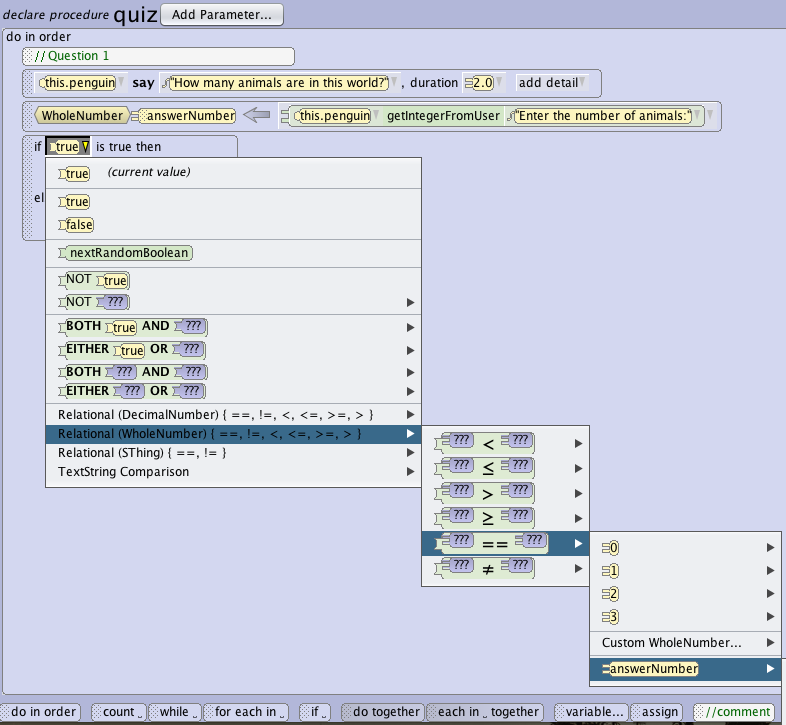 declare procedure quiz Add Parameter...
do in order
// Question 1
this.penguin say "How many animals are in this world?" , duration 2.0 add detail
WholeNumber answerNumber this.penguin getIntegerFromUser "Enter the number of animals:"
if true is true then
true (current value)
true
el
false
nextRandomBoolean
NOT true
NOT ???
BOTH true AND ???
EITHER true OR ???
BOTH ??? AND ???
EITHER ??? OR ???
Relational (DecimalNumber) { ==, !=, <, <=, >=, > }
Relational (WholeNumber) { ==, !=, <, <=, >=, > }
Relational (SThing) { ==, != }
TextString Comparison
??? < ???
??? ≤ ???
??? > ???
??? ≥ ???
??? == ???
??? ≠ ???
0
1
2
3
Custom WholeNumber...
answerNumber
do in order count _ while _ for each in _ if _ do together each in _ together variable... assign //comment